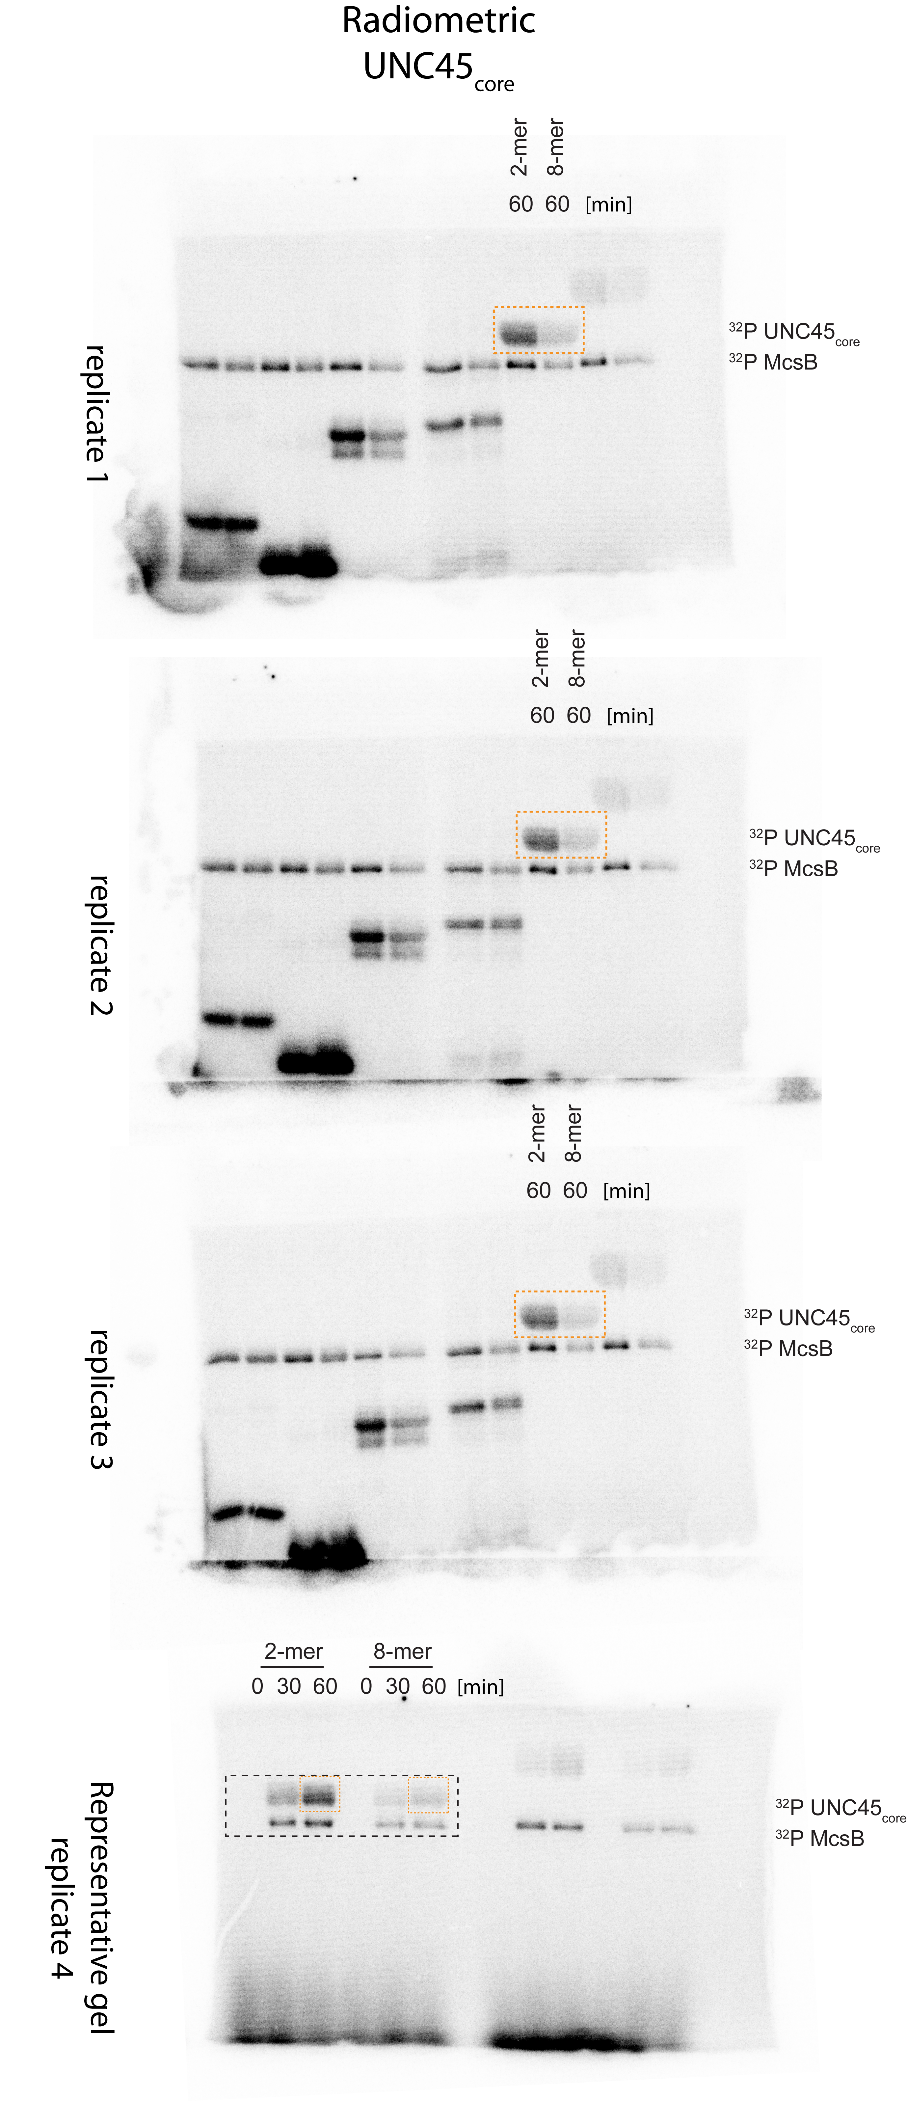 Radiometric
UNC45core
2-mer 8-mer
60 60 [min]
32P UNC45core
32P McsB
replicate 1
2-mer 8-mer
60 60 [min]
32P UNC45core
32P McsB
replicate 2
2-mer 8-mer
60 60 [min]
32P UNC45core
32P McsB
replicate 3
2-mer 8-mer
0 30 60 0 30 60 [min]
32P UNC45core
32P McsB
Representative gel
replicate 4